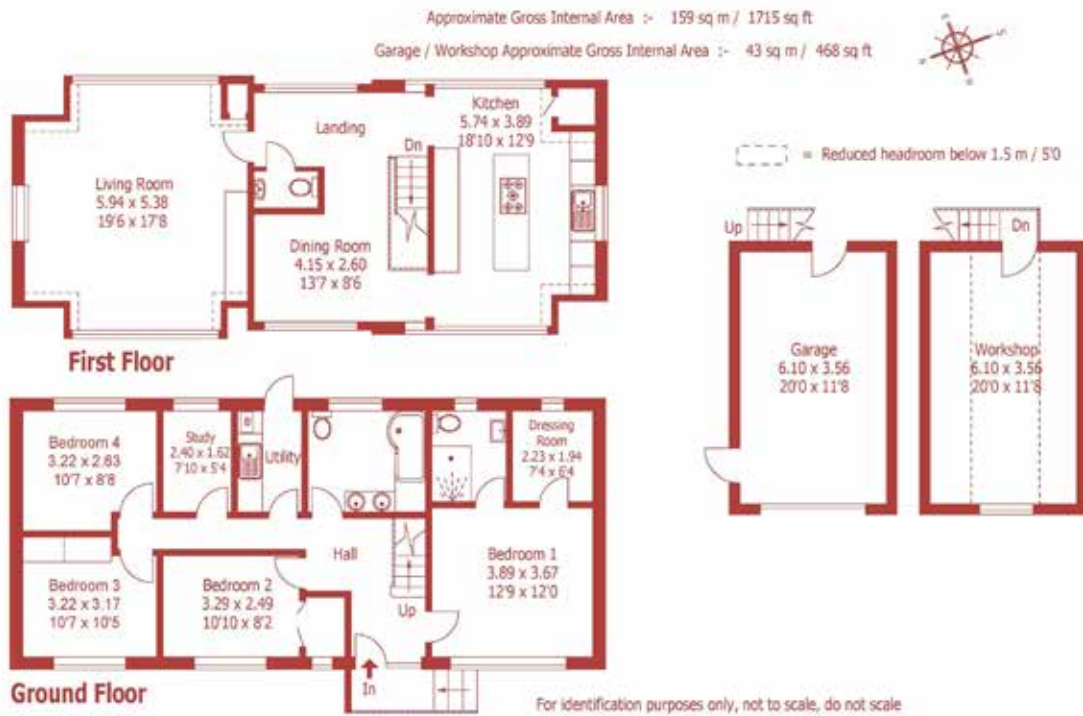 Approximate Gross Internal Area :- 159 sq m / 1715 sq ft
Garage / Workshop Approximate Gross Internal Area :- 43 sq m / 468 sq ft
= Reduced headroom below 1.5 m / 5'0
Living Room
5.94 x 5.38
19'6 x 17'8
Landing
Dn
Dining Room
4.15 x 2.60
13'7 x 8'6
Kitchen
5.74 x 3.89
18'10 x 12'9
First Floor
Up
Garage
6.10 x 3.56
20'0 x 11'8
Dn
Workshop
6.10 x 3.56
20'0 x 11'8
Bedroom 4
3.22 x 2.63
10'7 x 8'8
Study
2.40 x 1.62
7'10 x 5'4
Utility
Dressing
Room
2.23 x 1.94
7'4 x 6'4
Hall
Bedroom 3
3.22 x 3.17
10'7 x 10'5
Bedroom 2
3.29 x 2.49
10'10 x 8'2
Up
Bedroom 1
3.89 x 3.67
12'9 x 12'0
In
Ground Floor
For identification purposes only, not to scale, do not scale